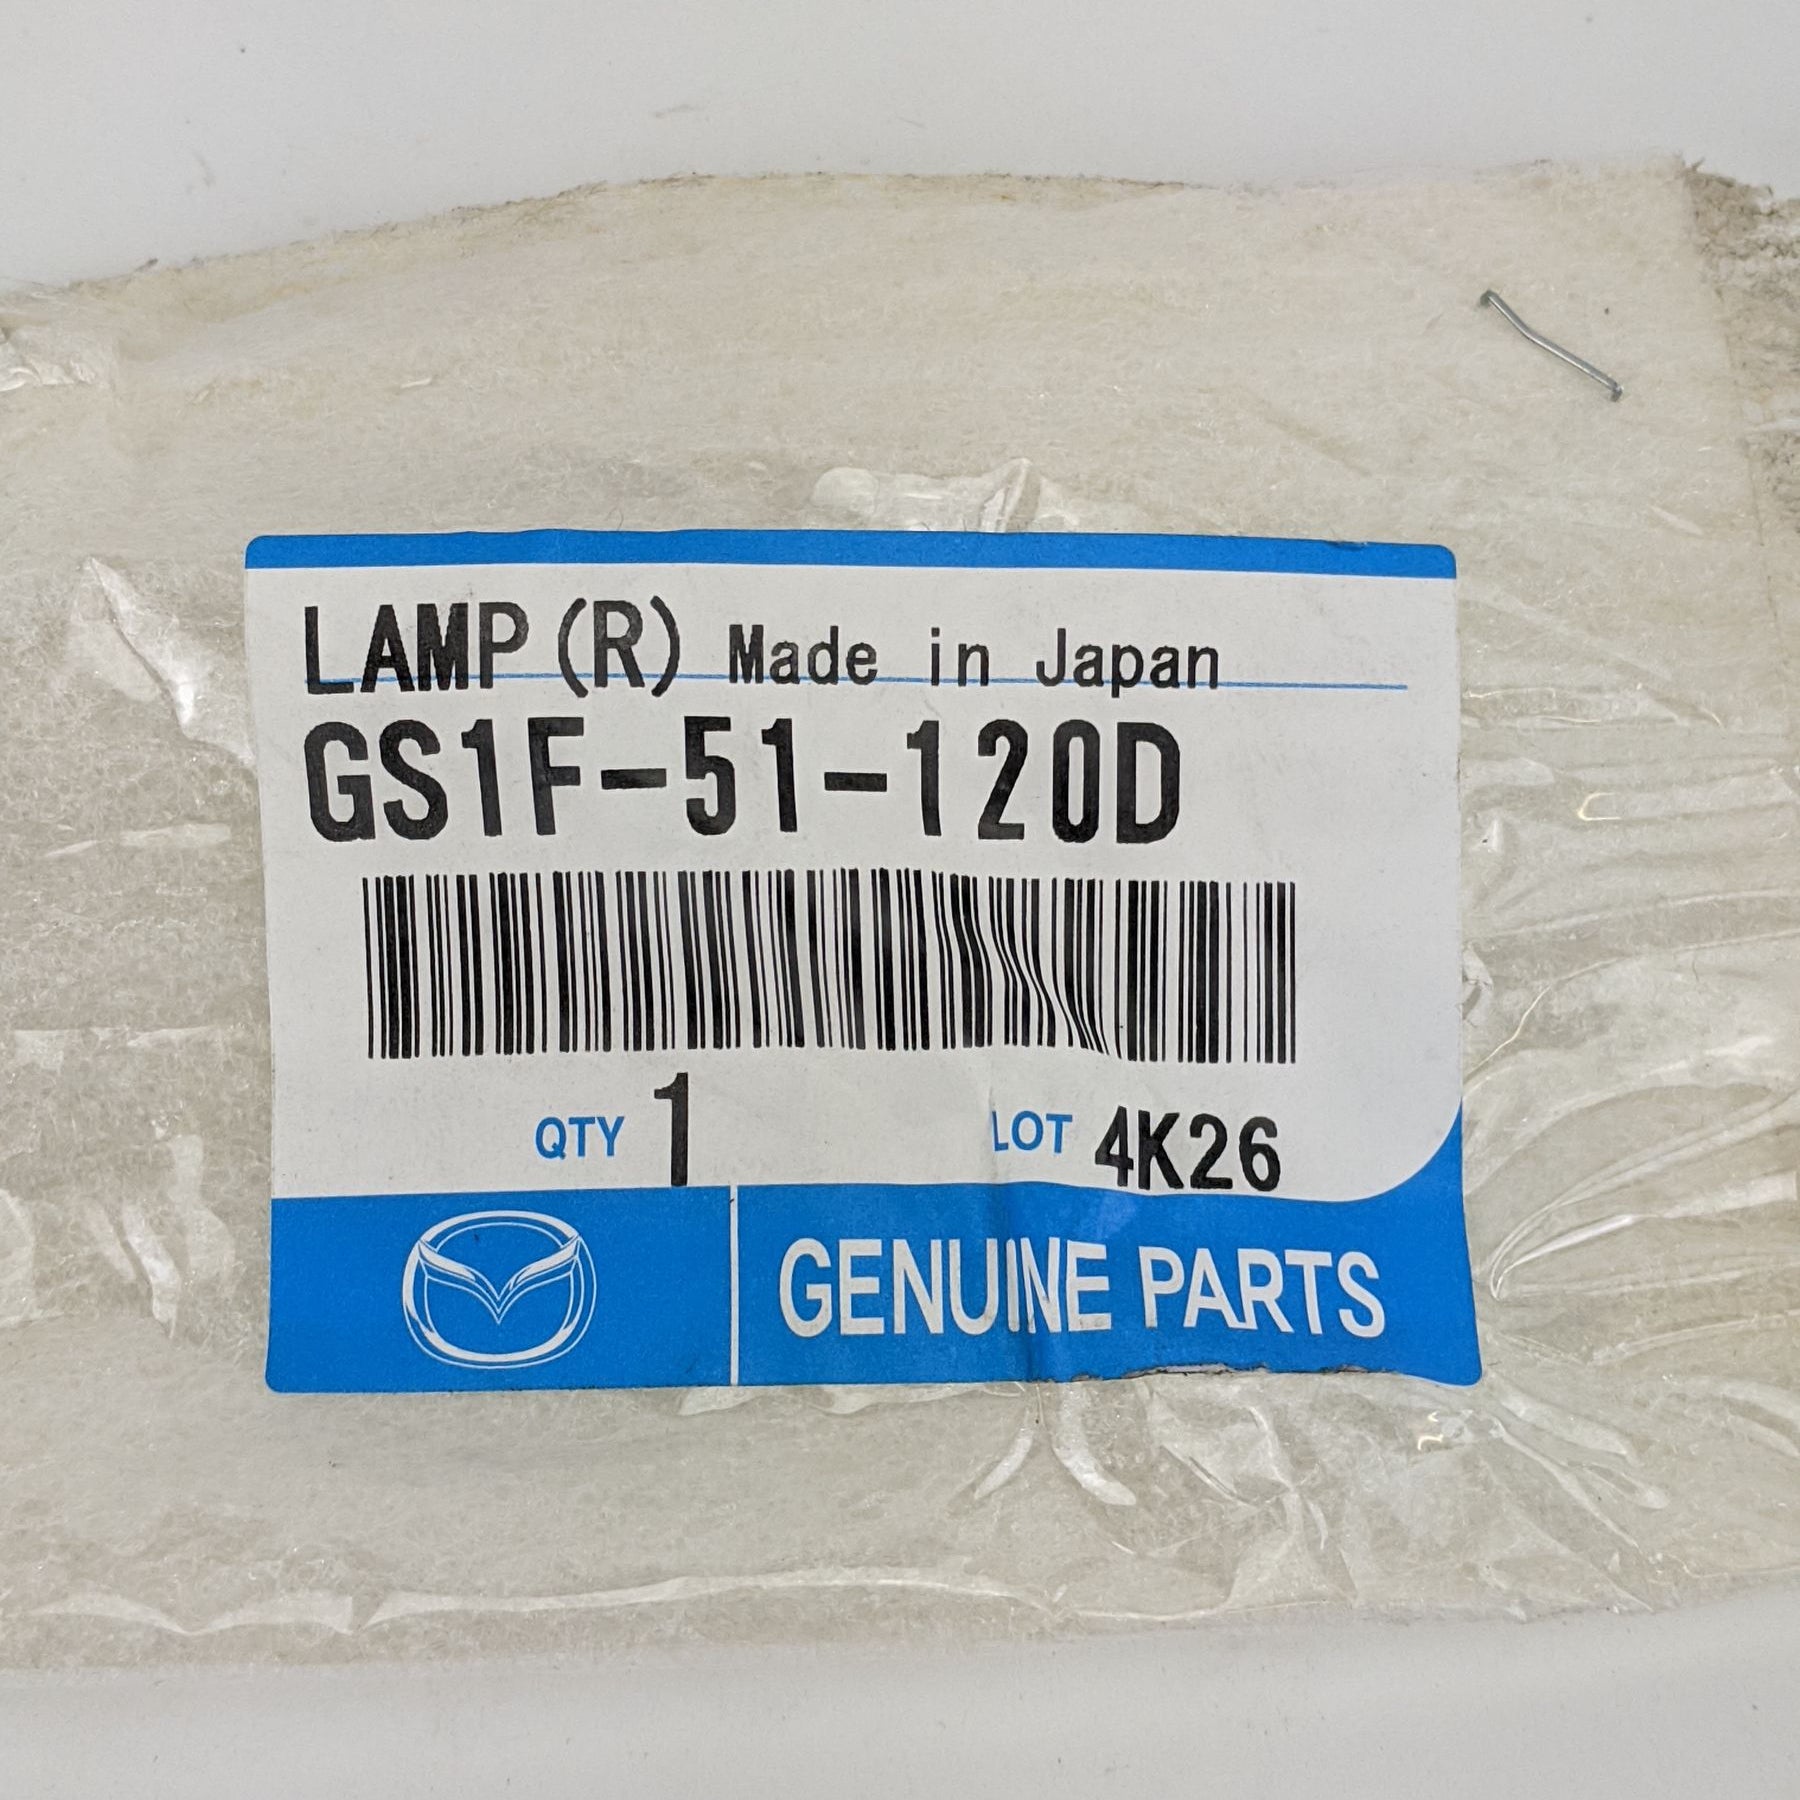 LAMP(R) Made in Japan
GS1F-51-120D
QTY 1 LOT 4K26
GENUINE PARTS